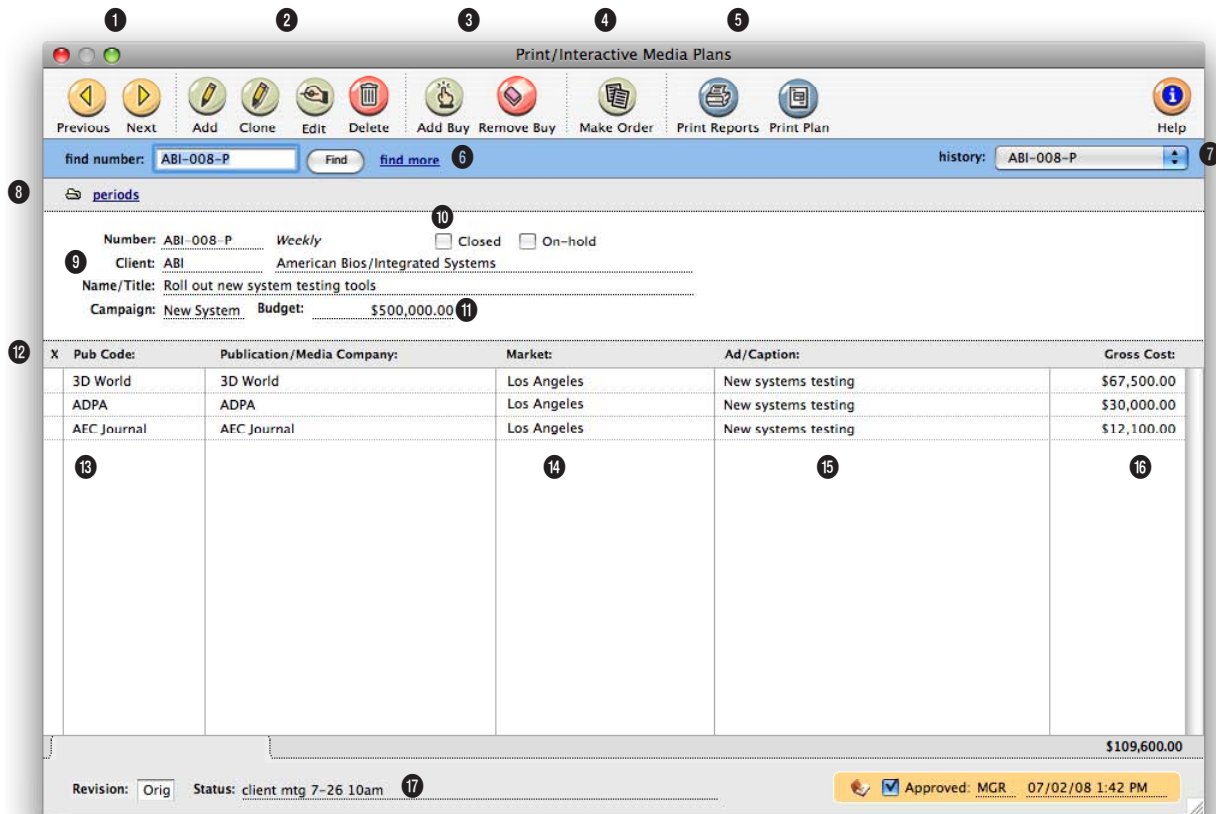 1 2 3 4 5
Print/Interactive Media Plans
Previous Next Add Clone Edit Delete Add Buy Remove Buy Make Order Print Reports Print Plan Help
find number: ABI-008-P Find find more 6 history: ABI-008-P 7
8 periods
10
Number: ABI-008-P Weekly Closed On-hold
9 Client: ABI American Bios/Integrated Systems
Name/Title: Roll out new system testing tools
Campaign: New System Budget: $500,000.00 11
12 X Pub Code: Publication/Media Company: Market: Ad/Caption: Gross Cost:
3D World 3D World Los Angeles New systems testing $67,500.00
ADPA ADPA Los Angeles New systems testing $30,000.00
AEC Journal AEC Journal Los Angeles New systems testing $12,100.00
13 14 15 16
$109,600.00
Revision: Orig Status: client mtg 7-26 10am 17 Approved: MGR 07/02/08 1:42 PM